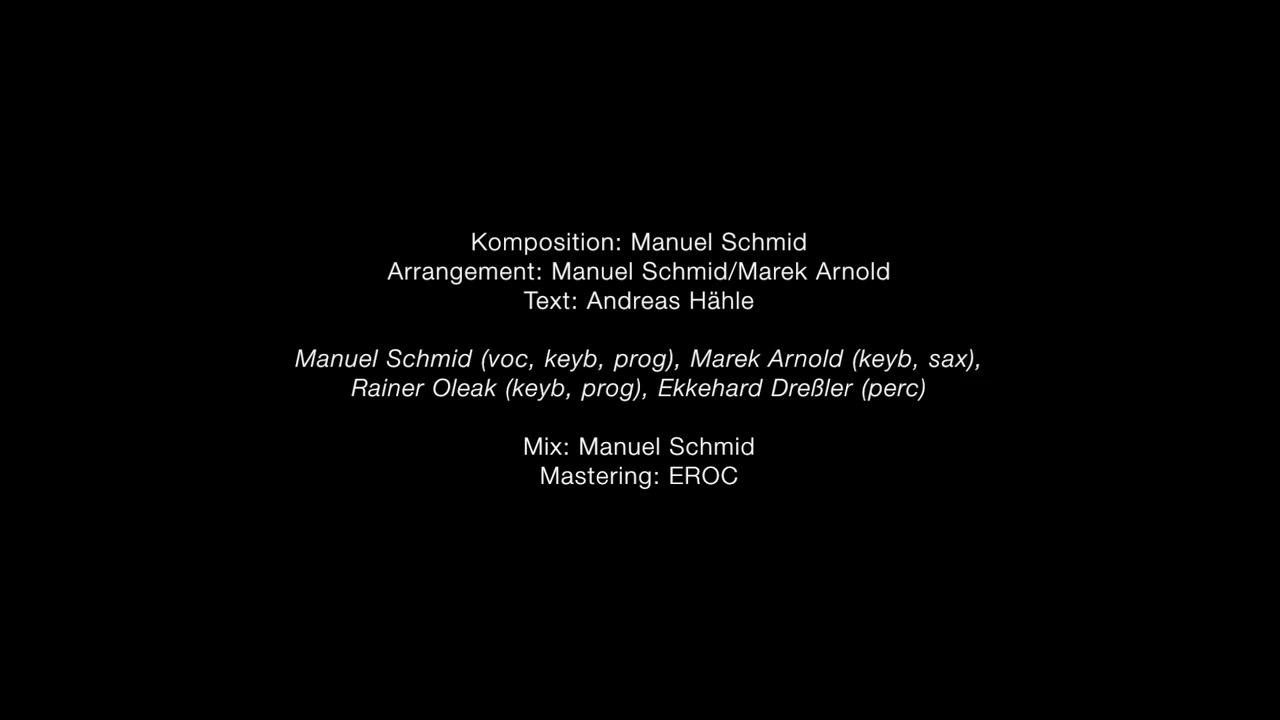 Komposition: Manuel Schmid
Arrangement: Manuel Schmid/Marek Arnold
Text: Andreas Hähle
Manuel Schmid (voc, keyb, prog), Marek Arnold (keyb, sax),
Rainer Oleak (keyb, prog), Ekkehard Dreßler (perc)
Mix: Manuel Schmid
Mastering: EROC